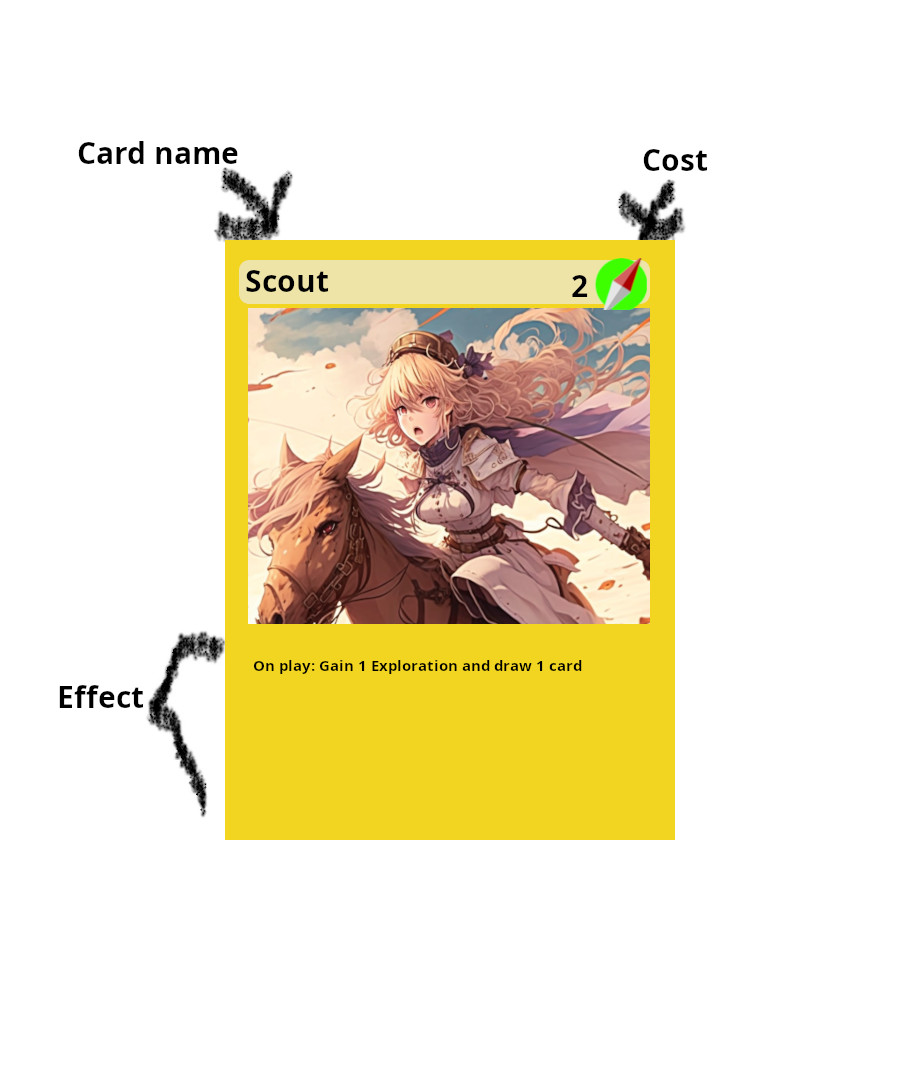 Card name
Cost
Scout
2
Effect
On play: Gain 1 Exploration and draw 1 card